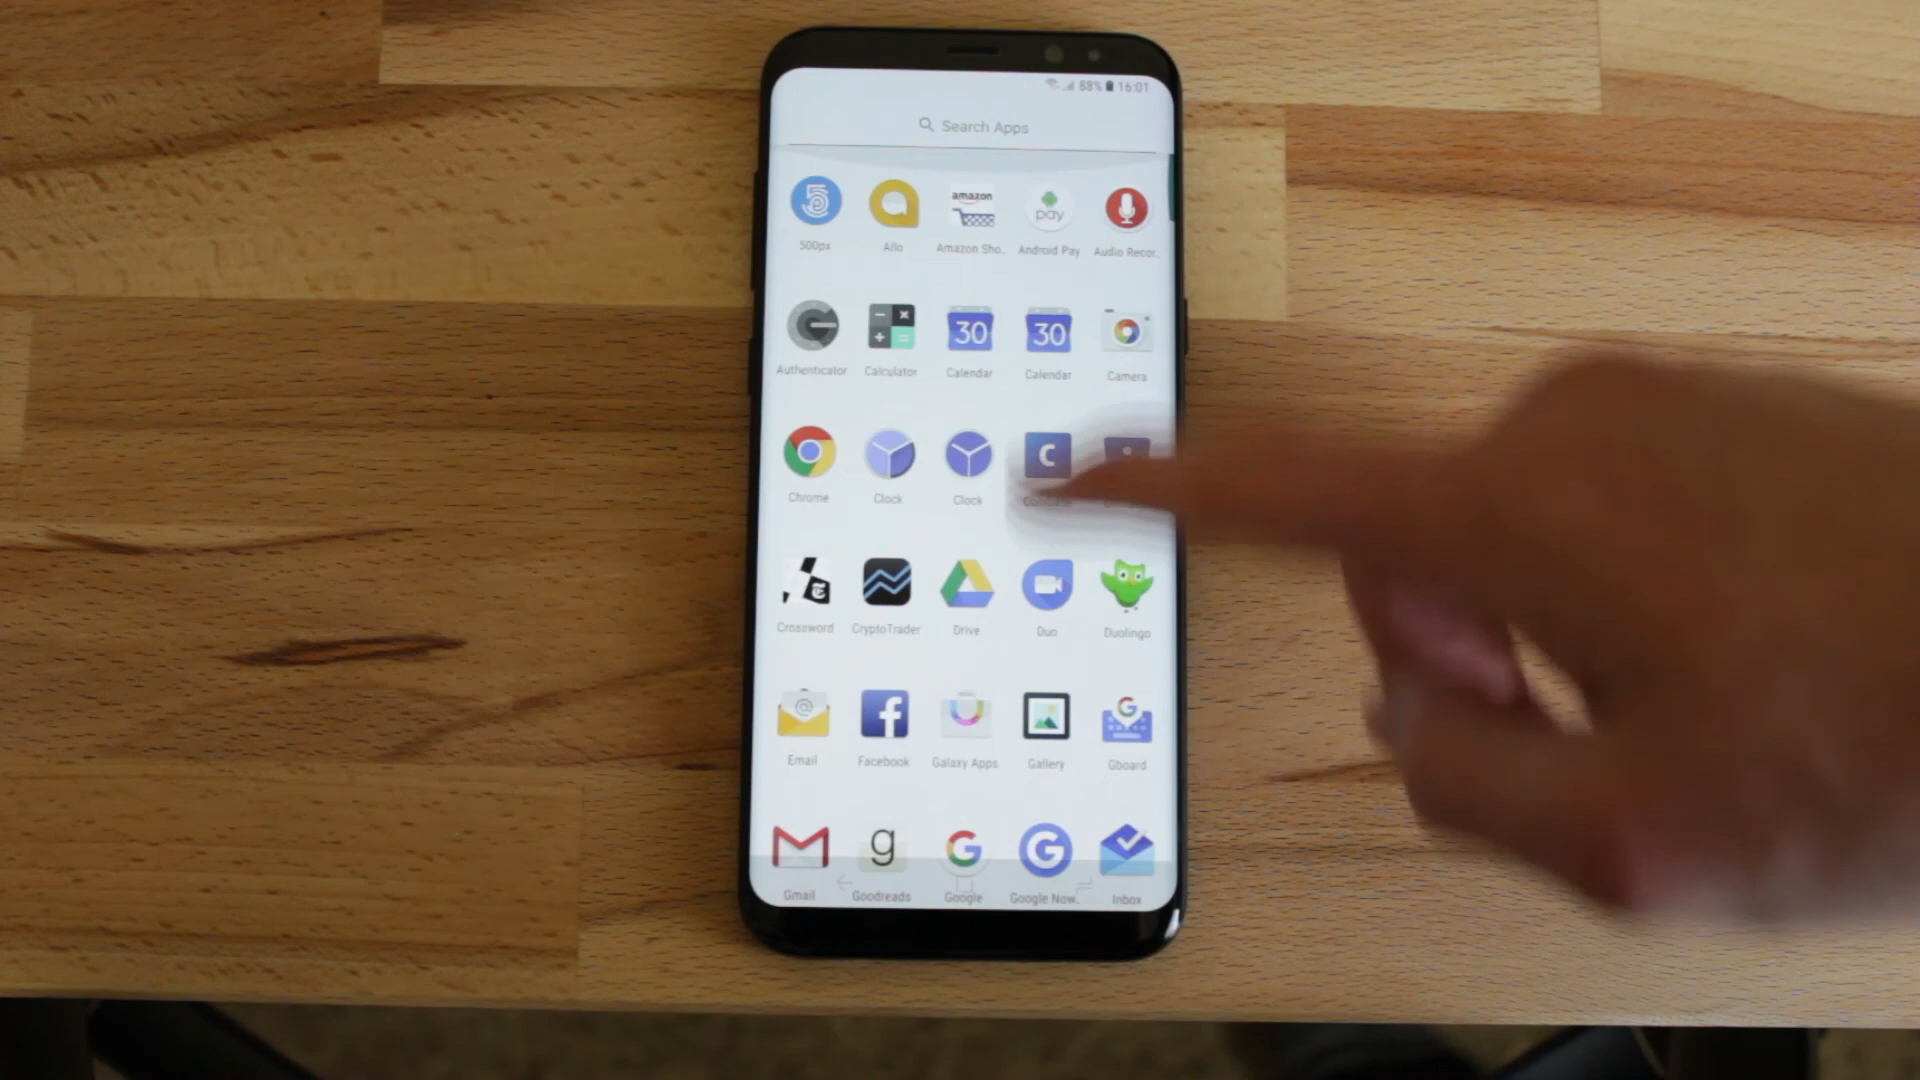 88% 16:01
Search Apps
5
amazon
pay
500px Allo Amazon Sho.. Android Pay Audio Recor..
30 30
Authenticator Calculator Calendar Calendar Camera
C
Chrome Clock Clock
Crossword CryptoTrader Drive Duo Duolingo
@ f G
Email Facebook Galaxy Apps Gallery Gboard
M g G G
Gmail Goodreads Google Google Now.. Inbox